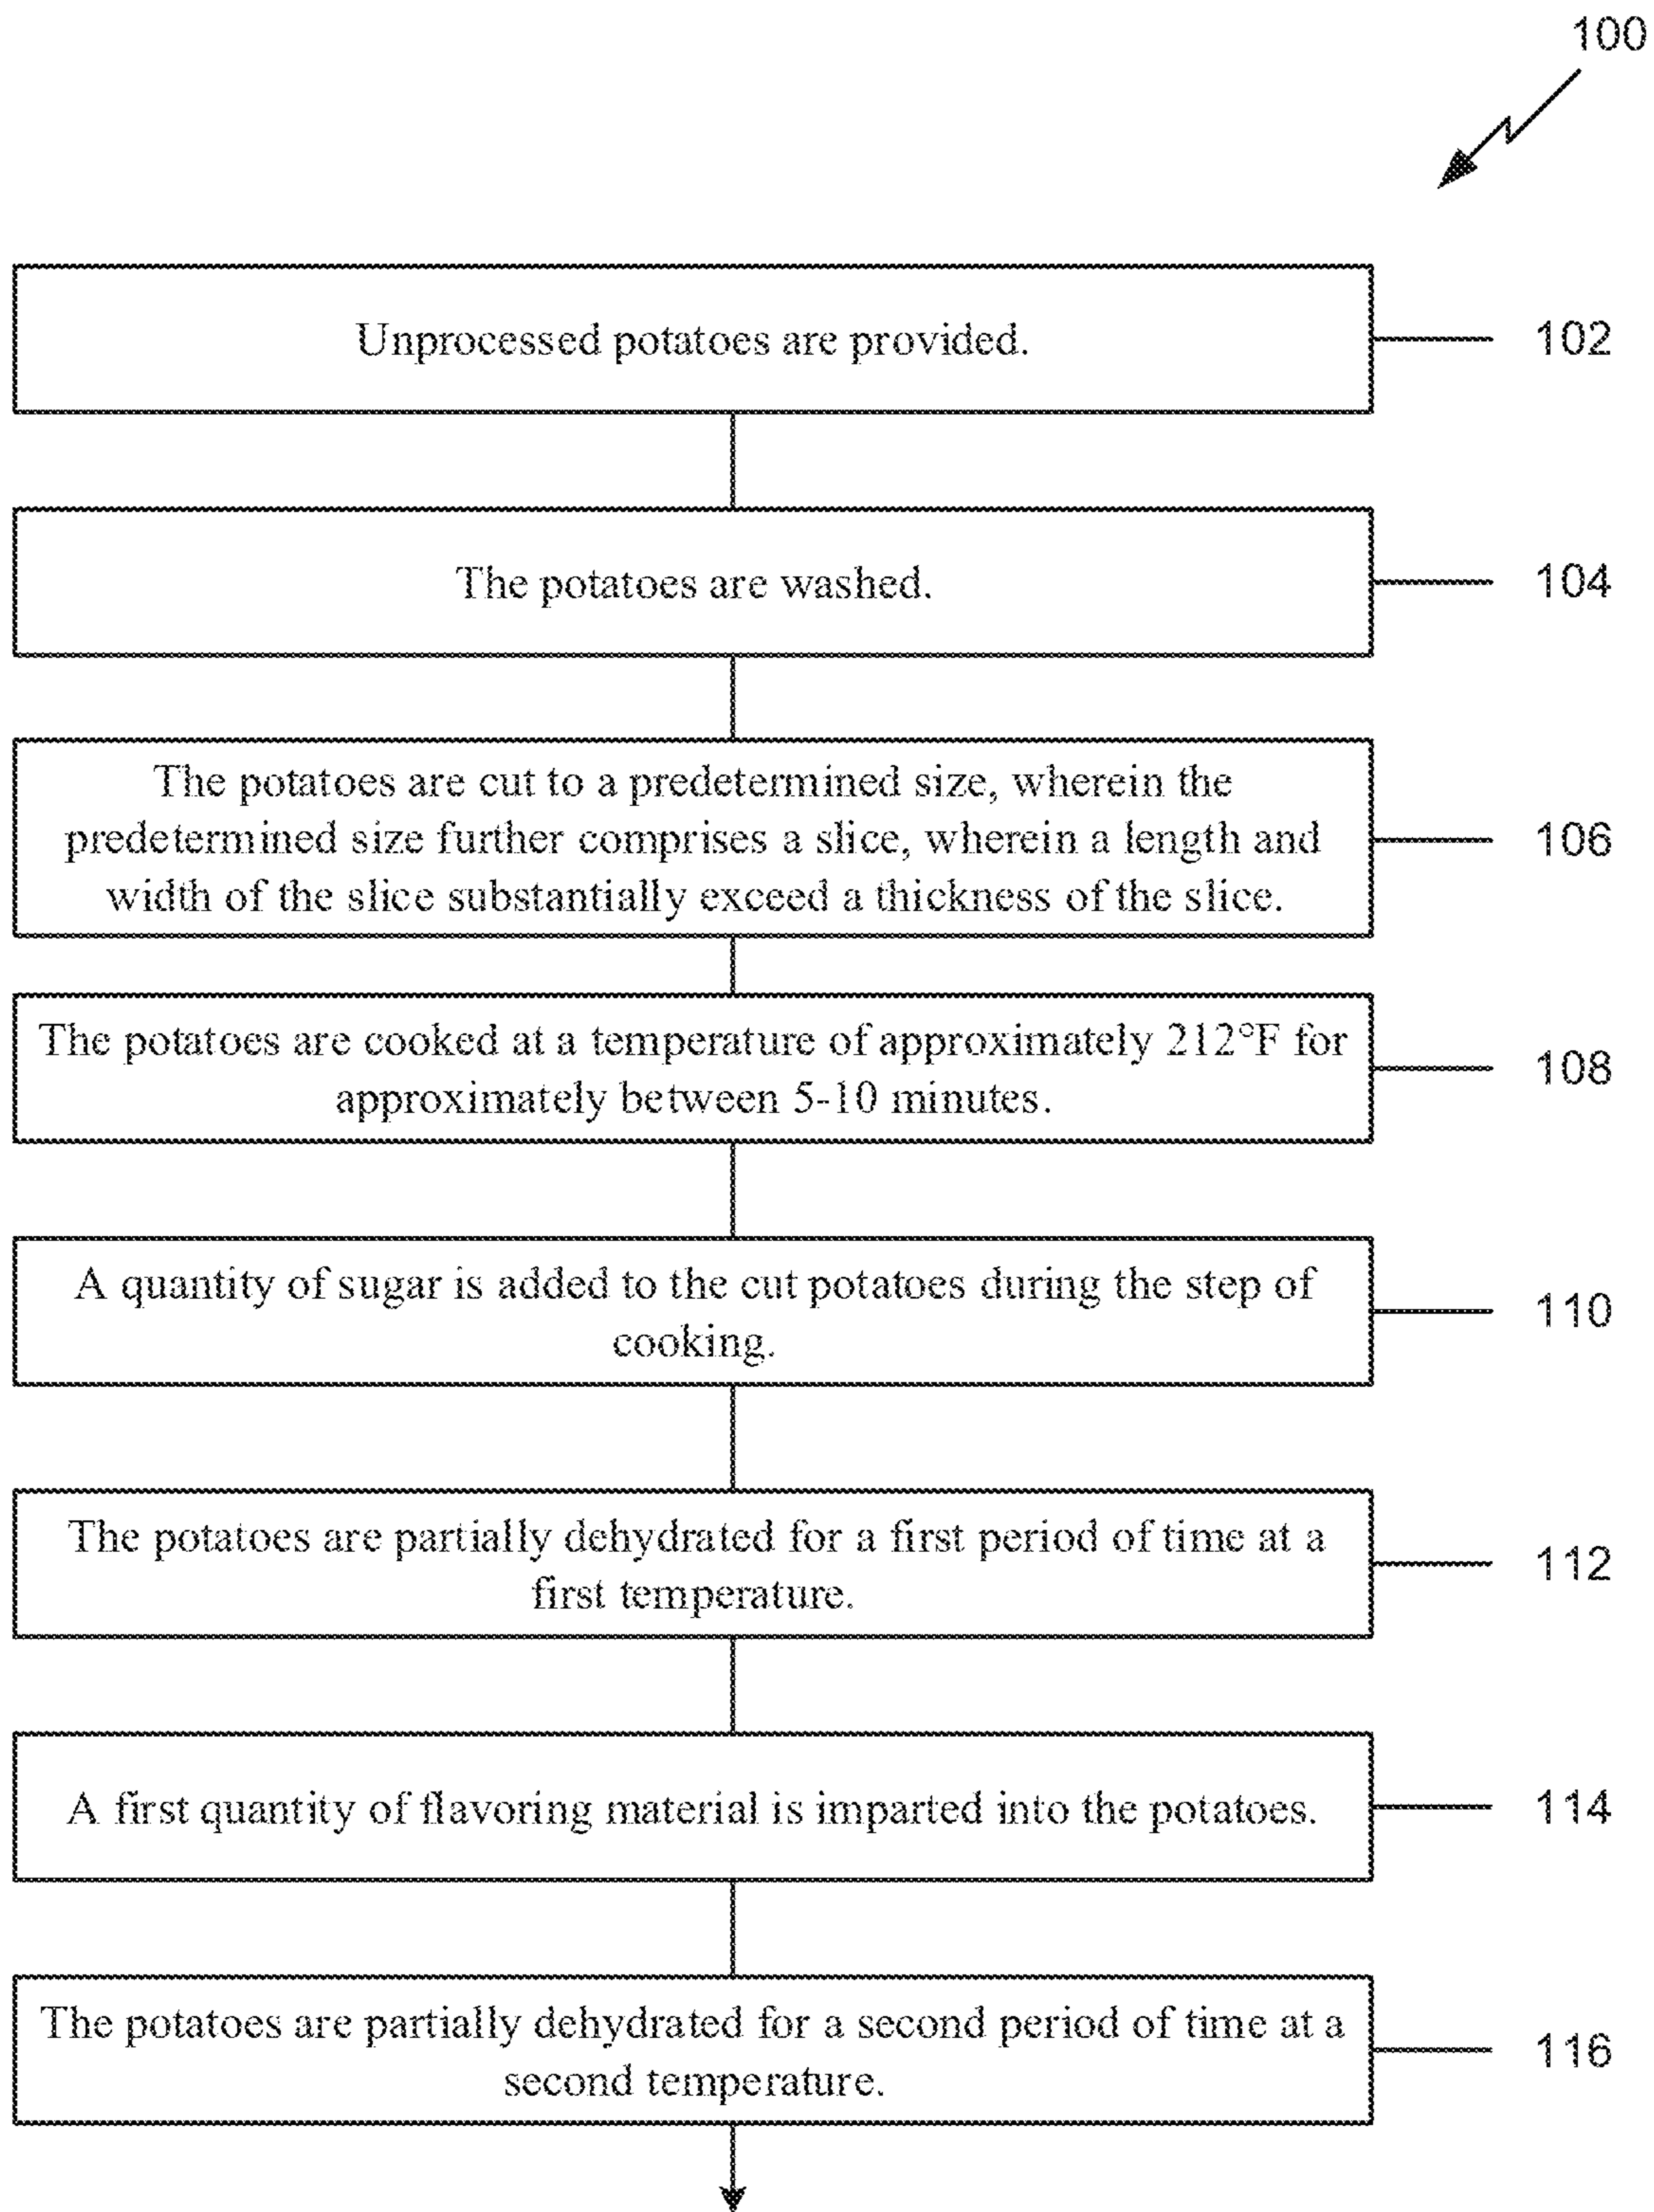 100
Unprocessed potatoes are provided.
102
The potatoes are washed.
104
The potatoes are cut to a predetermined size, wherein the
predetermined size further comprises a slice, wherein a length and
width of the slice substantially exceed a thickness of the slice.
106
The potatoes are cooked at a temperature of approximately 212°F for
approximately between 5-10 minutes.
108
A quantity of sugar is added to the cut potatoes during the step of
cooking.
110
The potatoes are partially dehydrated for a first period of time at a
first temperature.
112
A first quantity of flavoring material is imparted into the potatoes.
114
The potatoes are partially dehydrated for a second period of time at a
second temperature.
116